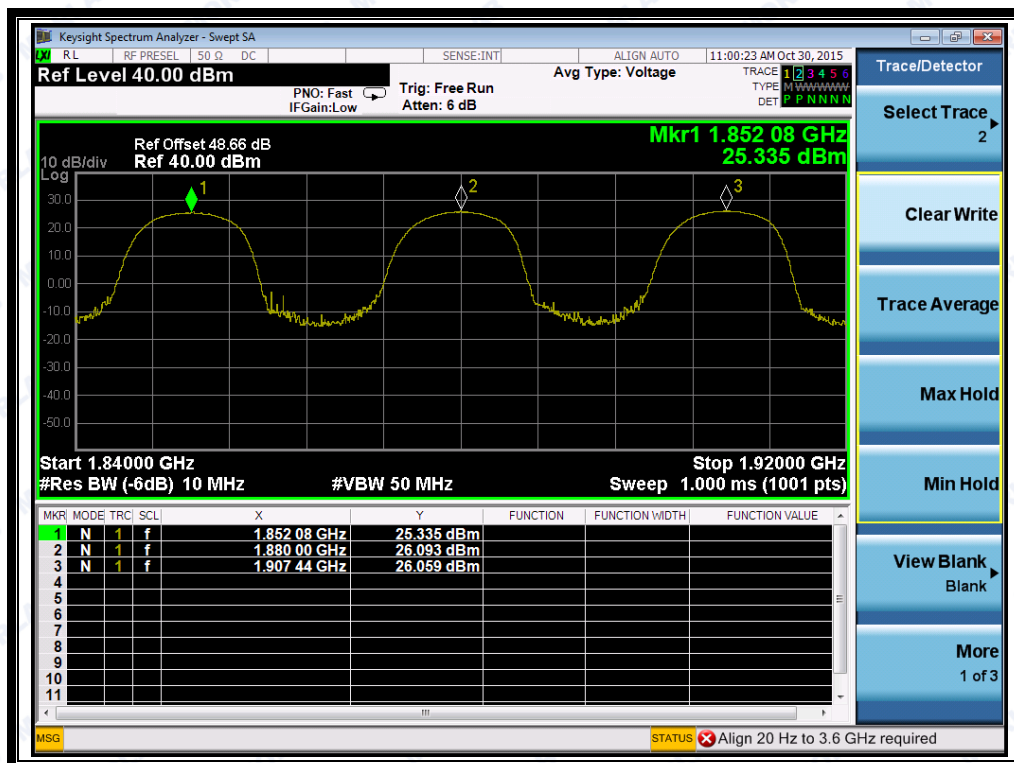 Keysight Spectrum Analyzer - Swept SA
LXI RL RF PRESEL 50 Ω DC SENSE:INT ALIGN AUTO 11:00:23 AM Oct 30, 2015
Ref Level 40.00 dBm
Avg Type: Voltage
TRACE 1 2 3 4 5 6
PNO: Fast
Trig: Free Run
TYPE M WWWWW
IFGain:Low
Atten: 6 dB
DET P P N N N N
Ref Offset 48.66 dB
Mkr1 1.852 08 GHz
10 dB/div Ref 40.00 dBm
25.335 dBm
Log
1
2
3
30.0
20.0
10.0
0.00
-10.0
-20.0
-30.0
-40.0
-50.0
Start 1.84000 GHz
Stop 1.92000 GHz
#Res BW (-6dB) 10 MHz #VBW 50 MHz Sweep 1.000 ms (1001 pts)
MKR MODE TRC SCL X Y FUNCTION FUNCTION WIDTH FUNCTION VALUE
1 N 1 f 1.852 08 GHz 25.335 dBm
2 N 1 f 1.880 00 GHz 26.093 dBm
3 N 1 f 1.907 44 GHz 26.059 dBm
4
5
6
7
8
9
10
11
MSG
STATUS Align 20 Hz to 3.6 GHz required
Trace/Detector
Select Trace
2
Clear Write
Trace Average
Max Hold
Min Hold
View Blank
Blank
More
1 of 3